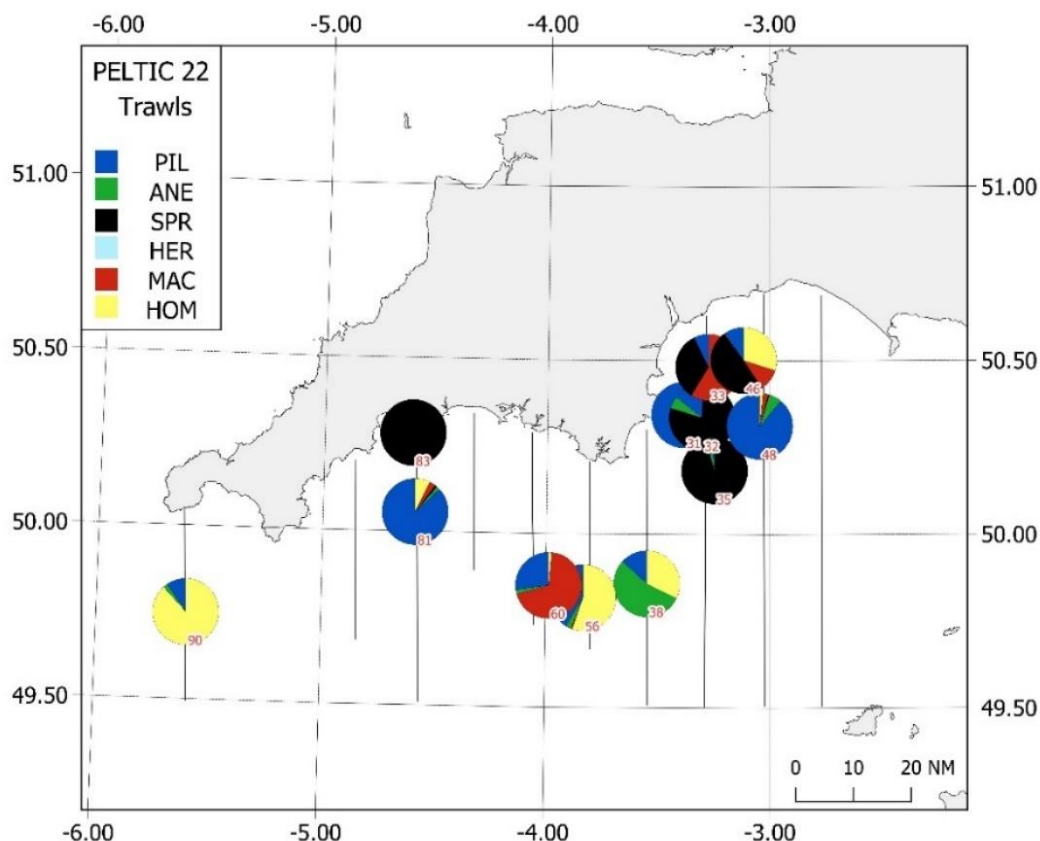 -6.00 -5.00 -4.00 -3.00
PELTIC 22
Trawls
PIL
ANE
SPR
HER
MAC
HOM
51.00 51.00
50.50 50.50
50.00 50.00
49.50 49.50
33
46
31 32
48
35
83
81
60
56
38
90
0 10 20 NM
-6.00 -5.00 -4.00 -3.00